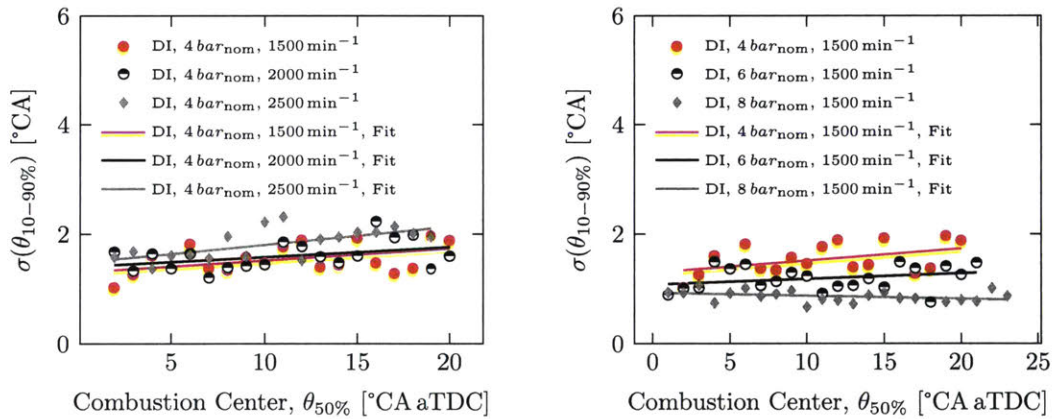 6
4
2
0
σ(θ10−90%) [°CA]
DI, 4 barnom, 1500 min−1
DI, 4 barnom, 2000 min−1
DI, 4 barnom, 2500 min−1
DI, 4 barnom, 1500 min−1, Fit
DI, 4 barnom, 2000 min−1, Fit
DI, 4 barnom, 2500 min−1, Fit
5 10 15 20
Combustion Center, θ50% [°CA aTDC]
6
4
2
0
σ(θ10−90%) [°CA]
DI, 4 barnom, 1500 min−1
DI, 6 barnom, 1500 min−1
DI, 8 barnom, 1500 min−1
DI, 4 barnom, 1500 min−1, Fit
DI, 6 barnom, 1500 min−1, Fit
DI, 8 barnom, 1500 min−1, Fit
0 5 10 15 20 25
Combustion Center, θ50% [°CA aTDC]